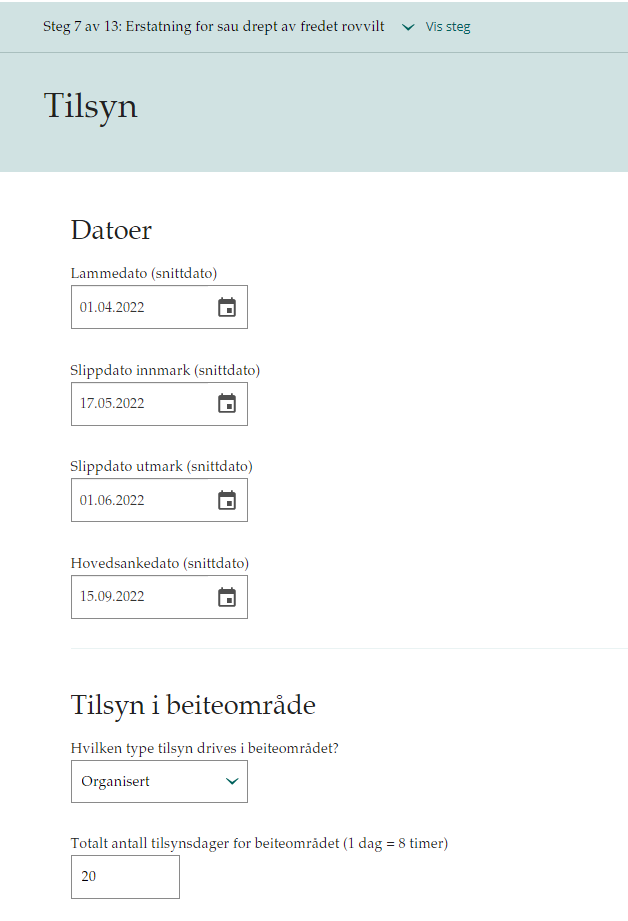 Steg 7 av 13: Erstatning for sau drept av fredet rovvilt Vis steg
Tilsyn
Datoer
Lammedato (snittdato)
01.04.2022
Slippdato innmark (snittdato)
17.05.2022
Slippdato utmark (snittdato)
01.06.2022
Hovedsankedato (snittdato)
15.09.2022
Tilsyn i beiteområde
Hvilken type tilsyn drives i beiteområdet?
Organisert
Totalt antall tilsynsdager for beiteområdet (1 dag = 8 timer)
20